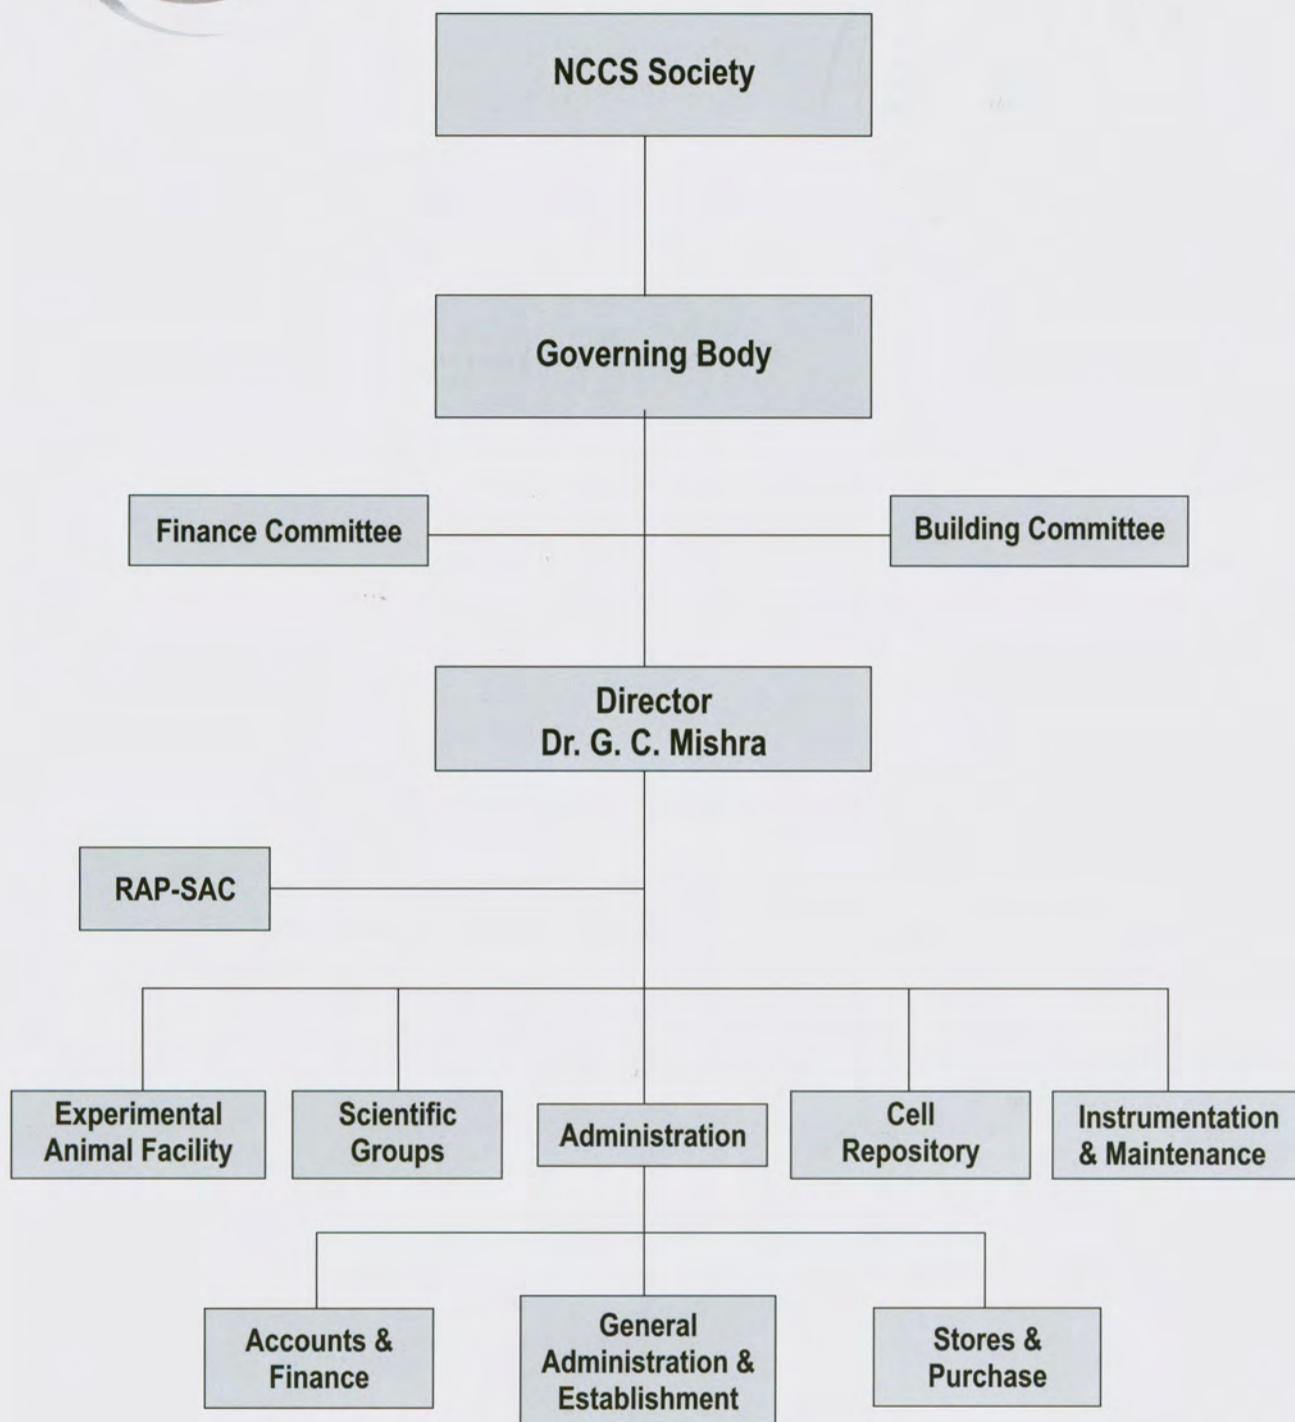 NCCS Society
Governing Body
Finance Committee
Building Committee
Director
Dr. G. C. Mishra
RAP-SAC
Experimental
Animal Facility
Scientific
Groups
Administration
Cell
Repository
Instrumentation
& Maintenance
Accounts &
Finance
General
Administration &
Establishment
Stores &
Purchase